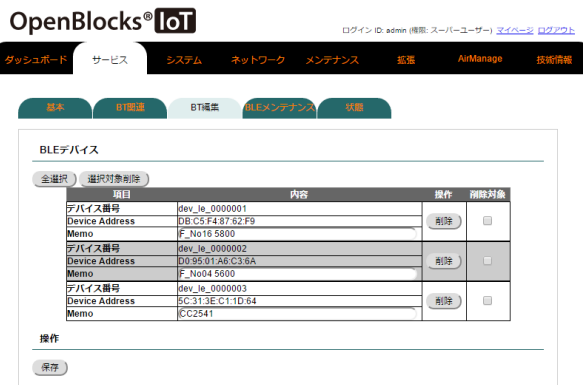 OpenBlocks® IoT
ログイン ID: admin (権限: スーパーユーザー) マイページ ログアウト
ダッシュボード サービス システム ネットワーク メンテナンス 拡張 AirManage 技術情報
基本 BT関連 BT編集 BLEメンテナンス 状態
BLEデバイス
全選択 選択対象削除
項目 内容 操作 削除対象
デバイス番号 dev_le_0000001
Device Address DB:C5:F4:87:62:F9 削除
Memo F_No16 5800
デバイス番号 dev_le_0000002
Device Address D0:95:01:A6:C3:6A 削除
Memo F_No04 5600
デバイス番号 dev_le_0000003
Device Address 5C:31:3E:C1:1D:64 削除
Memo CC2541
操作
保存